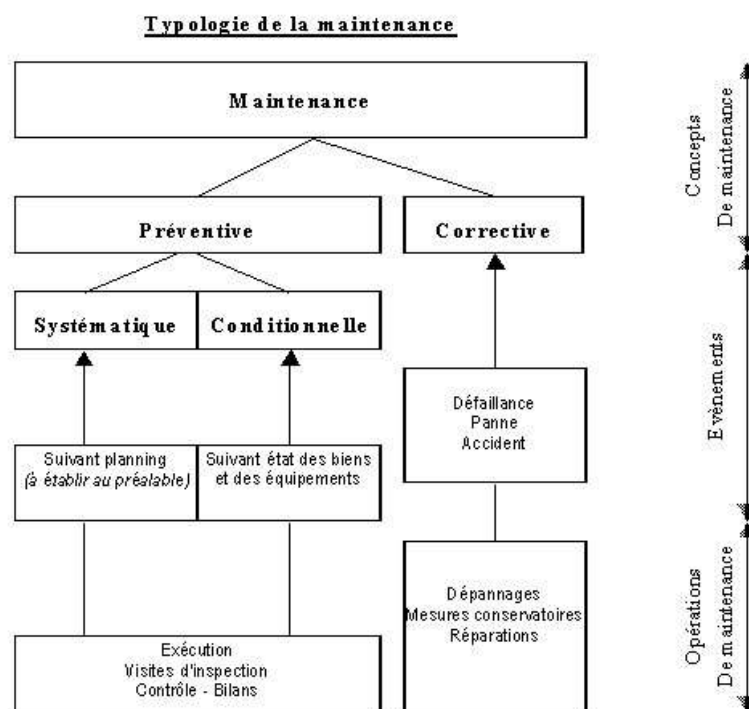 Typologie de la maintenance
Maintenance
Préventive
Corrective
Systématique
Conditionnelle
Défaillance
Panne
Accident
Suivant planning
(à établir au préalable)
Suivant état des biens
et des équipements
Dépannages
Mesures conservatoires
Réparations
Exécution
Visites d'inspection
Contrôle - Bilans
Concepts
De maintenance
Evènements
Opérations
De maintenance